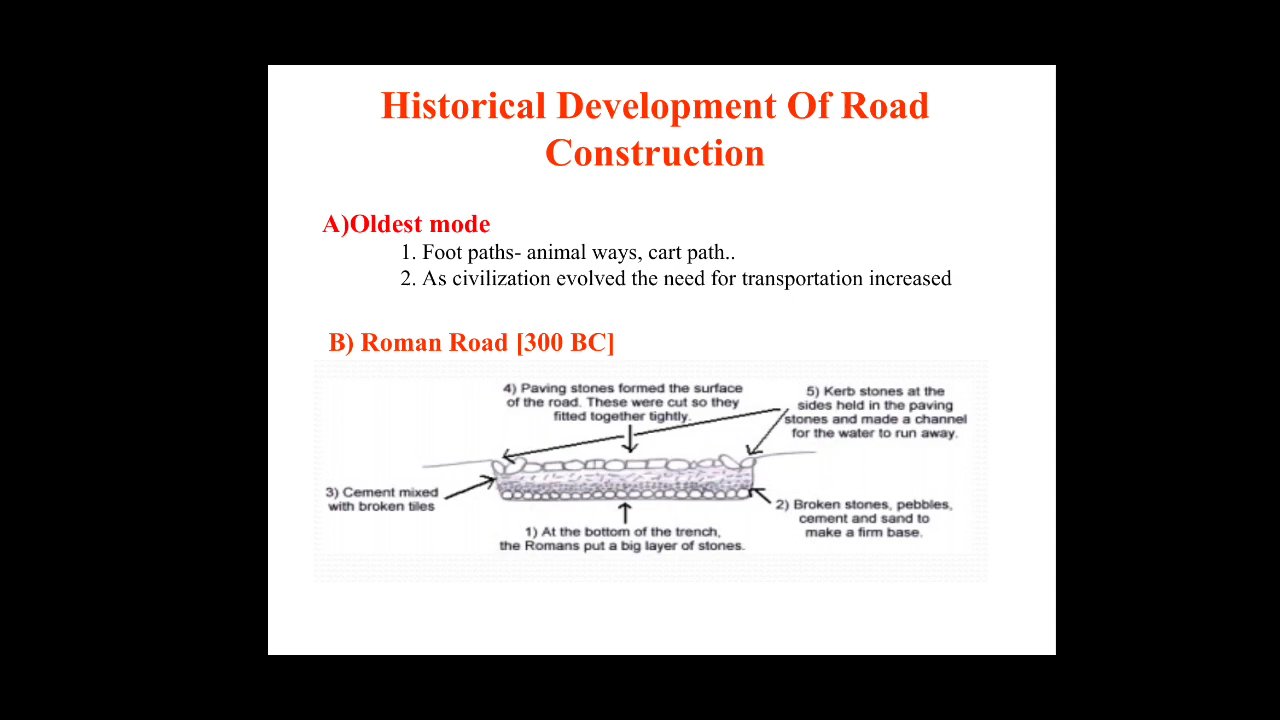 Historical Development Of Road
Construction
A)Oldest mode
1. Foot paths- animal ways, cart path..
2. As civilization evolved the need for transportation increased
B) Roman Road [300 BC]
4) Paving stones formed the surface
of the road. These were cut so they
fitted together tightly.
5) Kerb stones at the
sides held in the paving
stones and made a channel
for the water to run away.
3) Cement mixed
with broken tiles
2) Broken stones, pebbles,
cement and sand to
make a firm base.
1) At the bottom of the trench,
the Romans put a big layer of stones.